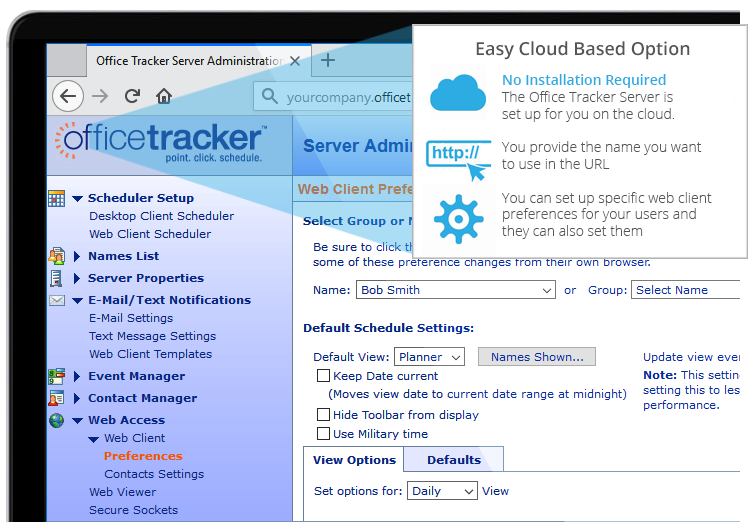 Office Tracker Server Administration
yourcompany.officet
Easy Cloud Based Option
No Installation Required
The Office Tracker Server is
set up for you on the cloud.
http://
You provide the name you want
to use in the URL
You can set up specific web client
preferences for your users and
they can also set them
officetracker™
point. click. schedule.
Scheduler Setup
Desktop Client Scheduler
Web Client Scheduler
Names List
Server Properties
E-Mail/Text Notifications
E-Mail Settings
Text Message Settings
Web Client Templates
Event Manager
Contact Manager
Web Access
Web Client
Preferences
Contacts Settings
Web Viewer
Secure Sockets
Server Admi
Web Client Prefe
Select Group or N
Be sure to click th
some of these preference changes from their own browser.
Name: Bob Smith or Group: Select Name
Default Schedule Settings:
Default View: Planner Names Shown... Update view eve
Keep Date current Note: This settin
(Moves view date to current date range at midnight) setting this to les
performance.
Hide Toolbar from display
Use Military time
View Options Defaults
Set options for: Daily View